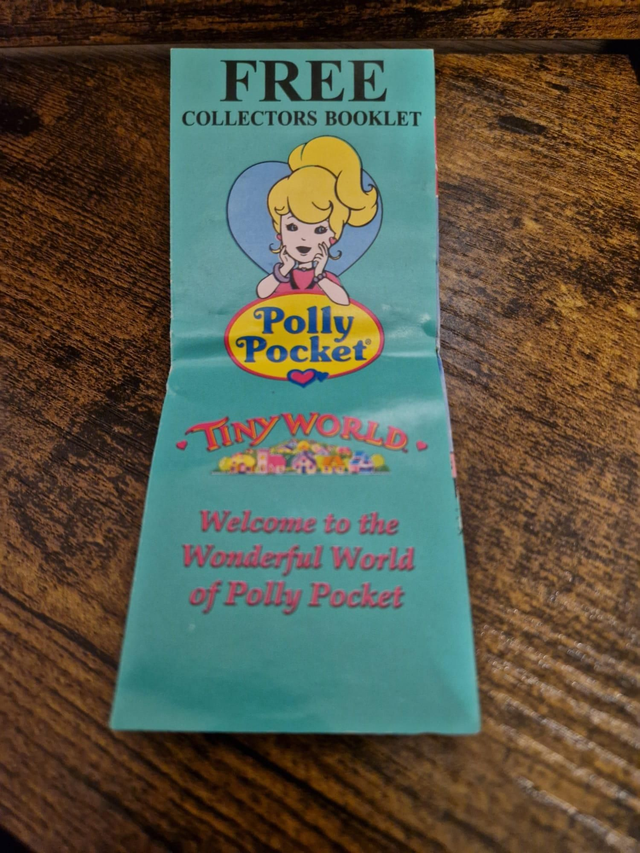 FREE
COLLECTORS BOOKLET
Polly
Pocket®
TINY WORLD
Welcome to the
Wonderful World
of Polly Pocket